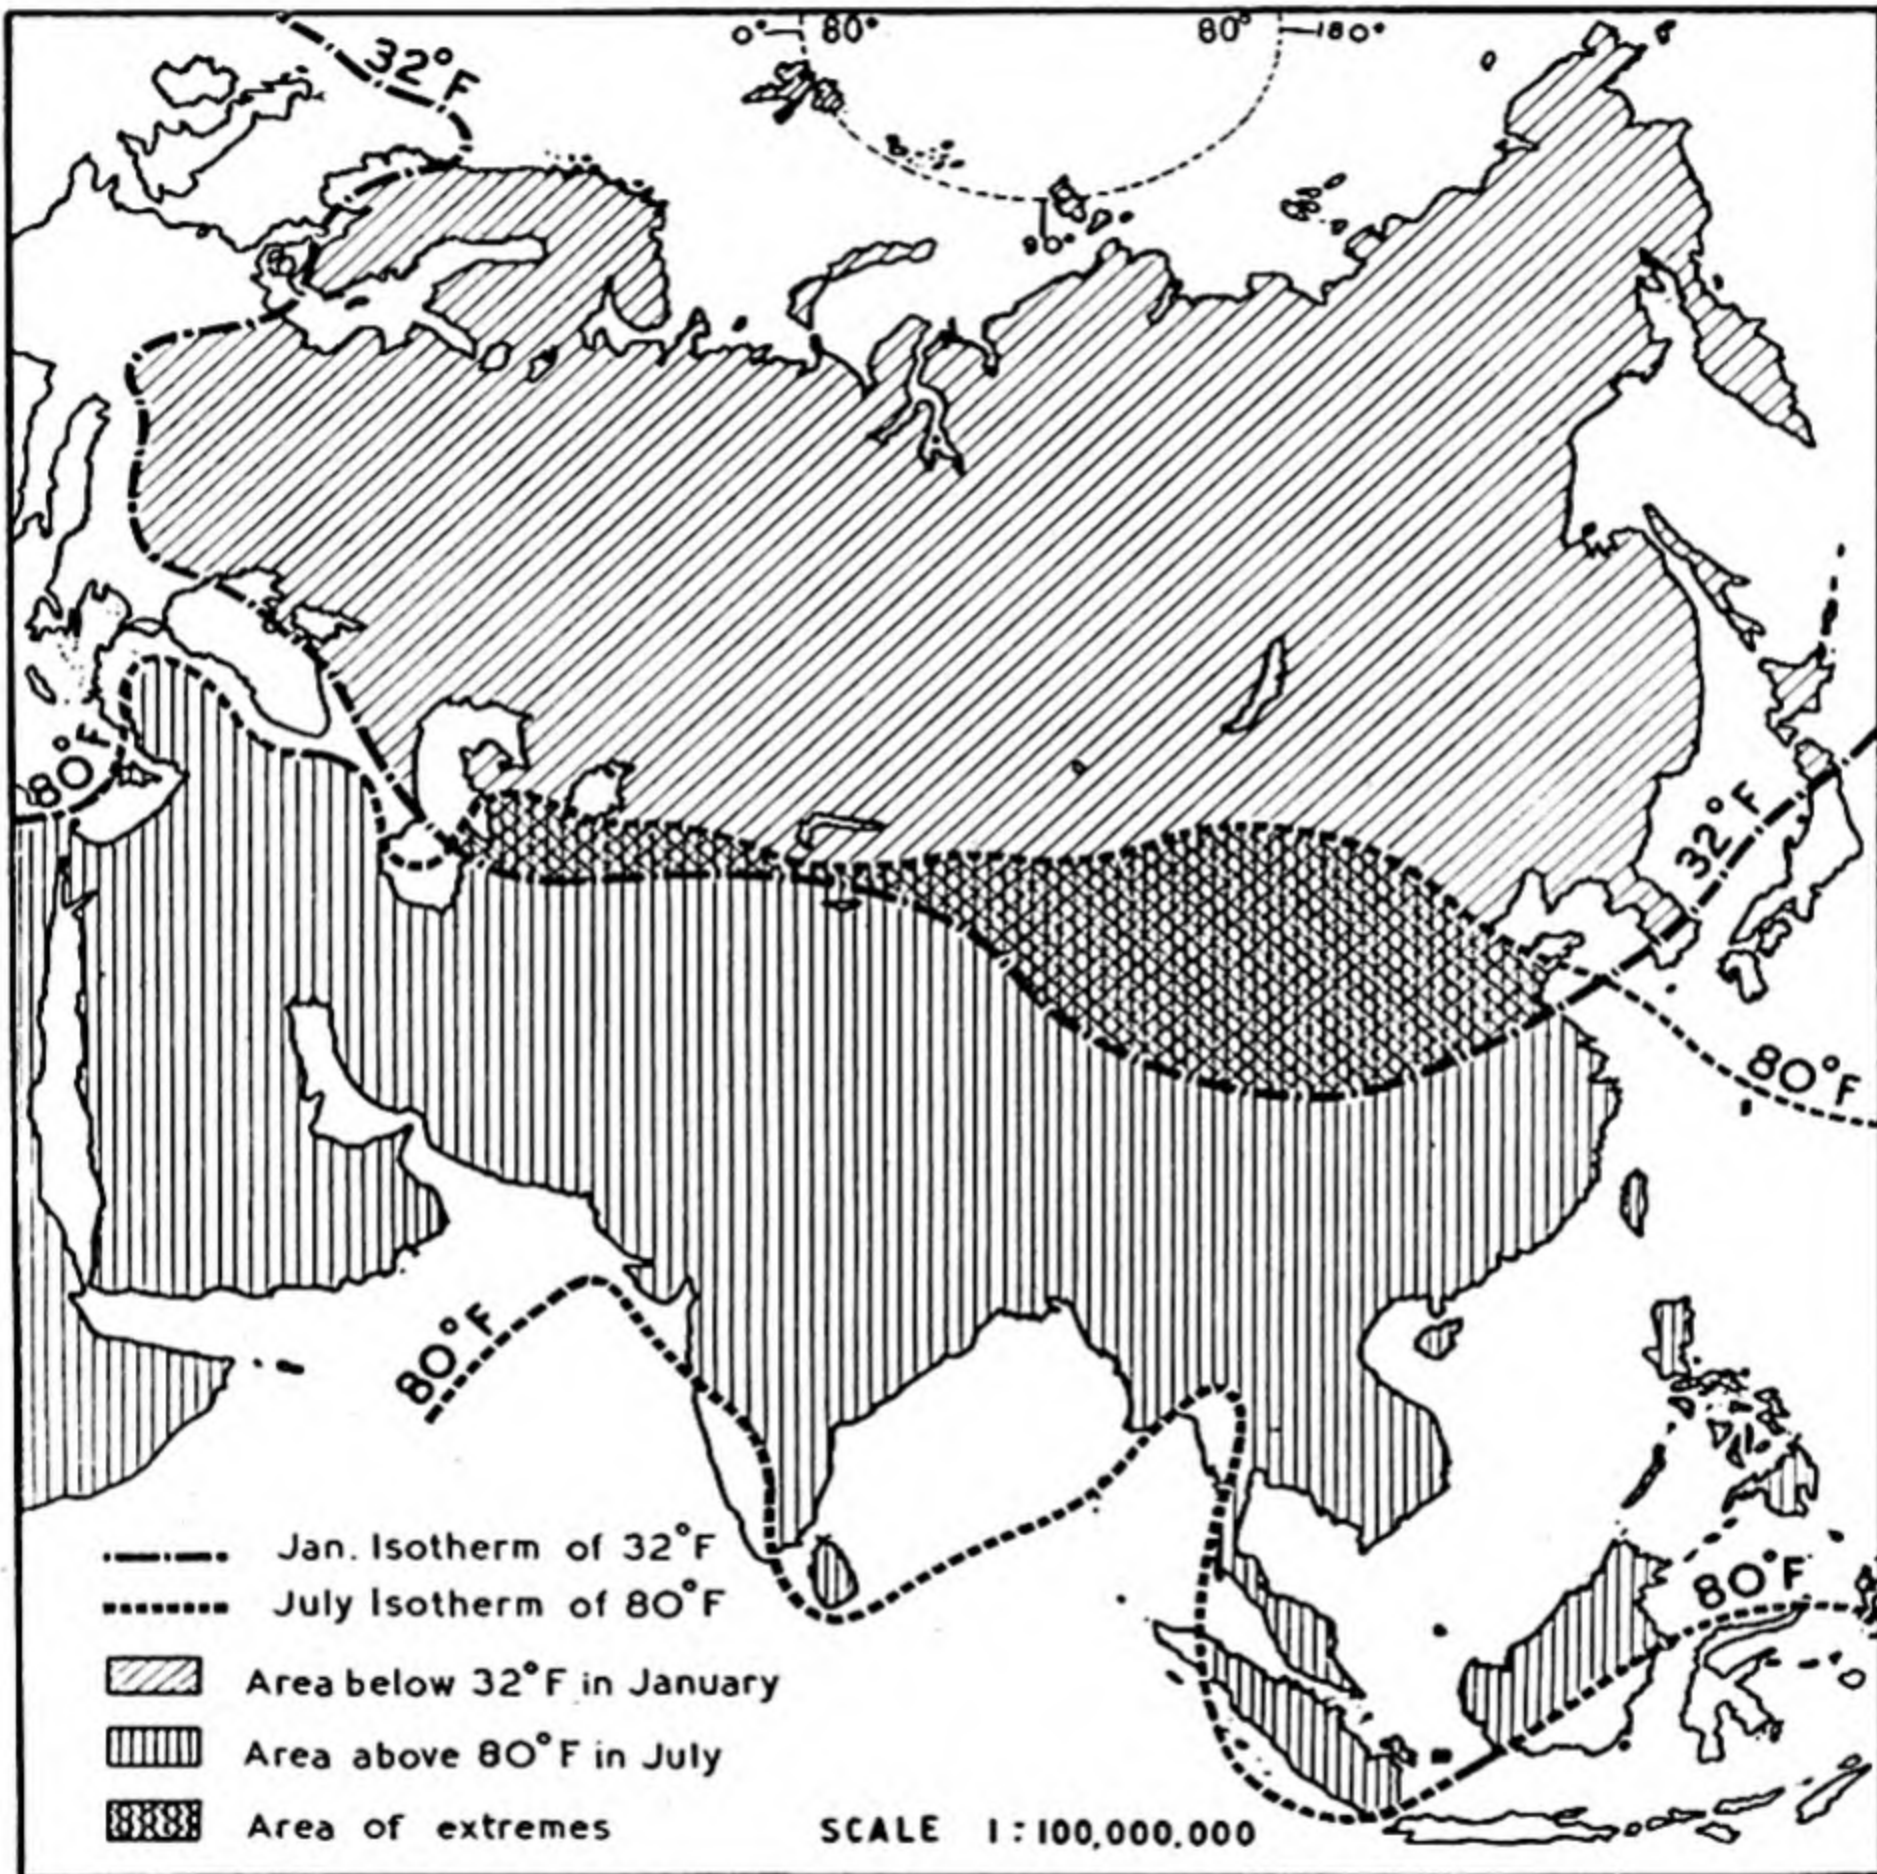 0° 80° 80° 180°
32°F
90°
80°F
32°F
80°F
80°F
80°F
Jan. Isotherm of 32°F
July Isotherm of 80°F
Area below 32°F in January
Area above 80°F in July
Area of extremes
SCALE 1:100,000,000